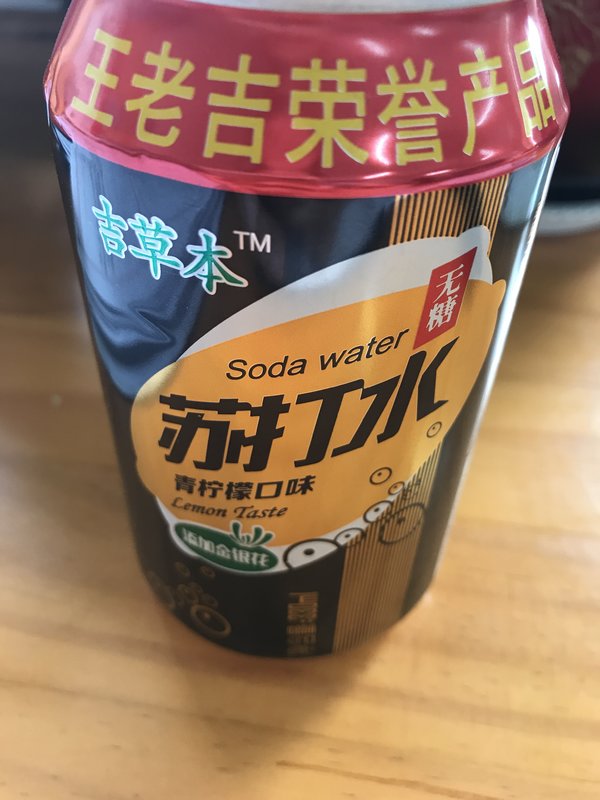 王老吉荣誉产品
吉草本™
无糖
Soda water
苏打水
青柠檬口味
Lemon Taste
添加金银花